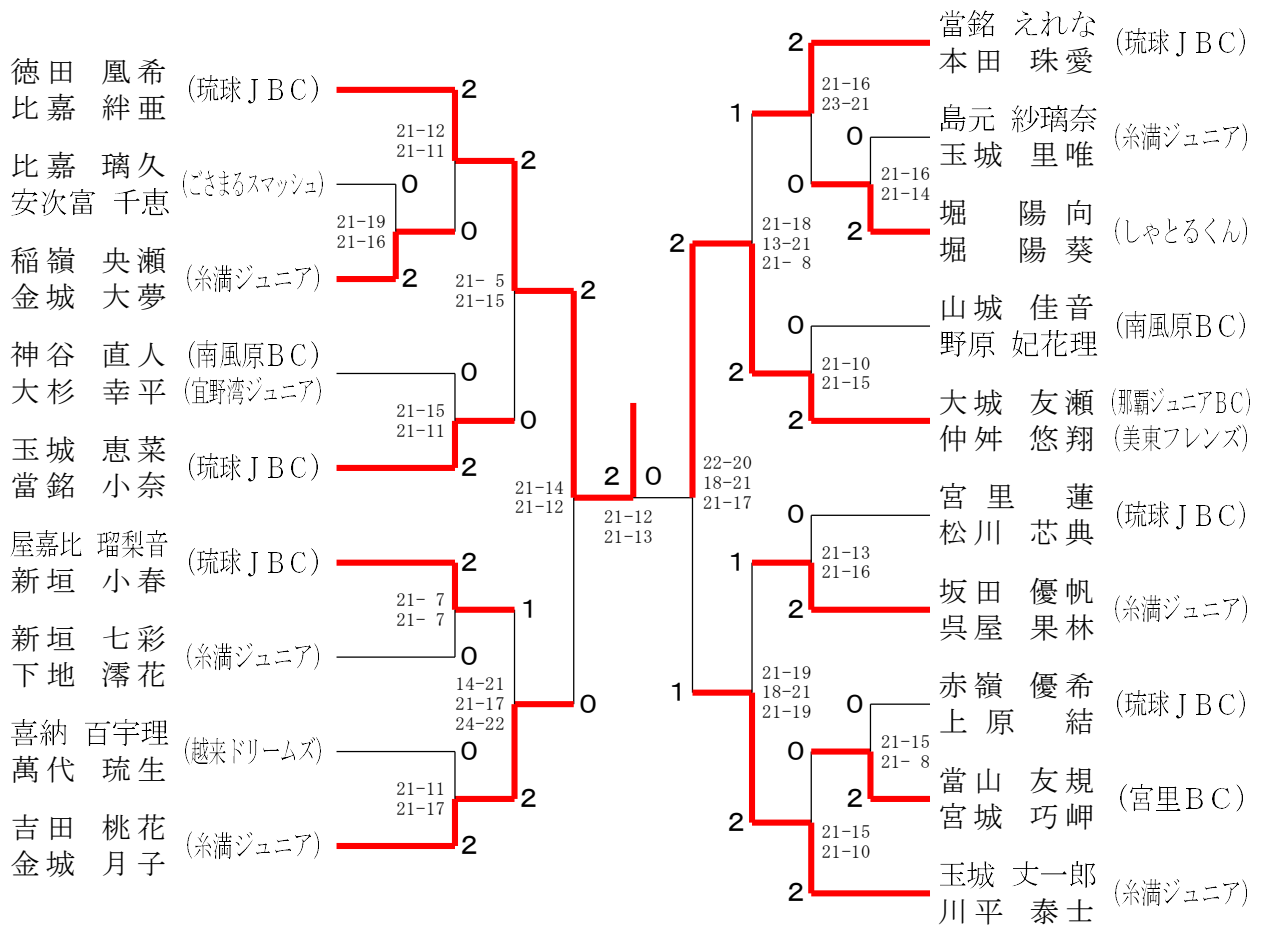 徳田 凰希
比嘉 絆亜
(琉球ＪＢＣ)
2
21-12
21-11
2
比嘉 璃久
安次富 千恵
(ごさまるスマッシュ)
0
21-19
21-16
0
稲嶺 央瀬
金城 大夢
(糸満ジュニア)
2
21- 5
21-15
2
神谷 直人
大杉 幸平
(南風原ＢＣ)
(宜野湾ジュニア)
0
21-15
21-11
0
玉城 恵菜
當銘 小奈
(琉球ＪＢＣ)
2
21-14
21-12
屋嘉比 瑠梨音
新垣 小春
(琉球ＪＢＣ)
2
21- 7
21- 7
1
新垣 七彩
下地 澪花
(糸満ジュニア)
0
14-21
21-17
24-22
0
喜納 百宇理
萬代 琉生
(越来ドリームズ)
0
21-11
21-17
2
吉田 桃花
金城 月子
(糸満ジュニア)
2
2
0
21-12
21-13
當銘 えれな
本田 珠愛
(琉球ＪＢＣ)
2
21-16
23-21
1
島元 紗璃奈
玉城 里唯
(糸満ジュニア)
0
21-16
21-14
0
堀 陽向
堀 陽葵
(しゃとるくん)
2
21-18
13-21
21- 8
2
山城 佳音
野原 妃花理
(南風原ＢＣ)
0
21-10
21-15
2
大城 友瀬
仲舛 悠翔
(那覇ジュニアＢＣ)
(美東フレンズ)
2
22-20
18-21
21-17
宮里 蓮
松川 芯典
(琉球ＪＢＣ)
0
21-13
21-16
1
坂田 優帆
呉屋 果林
(糸満ジュニア)
2
21-19
18-21
21-19
1
赤嶺 優希
上原 結
(琉球ＪＢＣ)
0
21-15
21- 8
0
當山 友規
宮城 巧岬
(宮里ＢＣ)
2
21-15
21-10
2
玉城 丈一郎
川平 泰士
(糸満ジュニア)
2